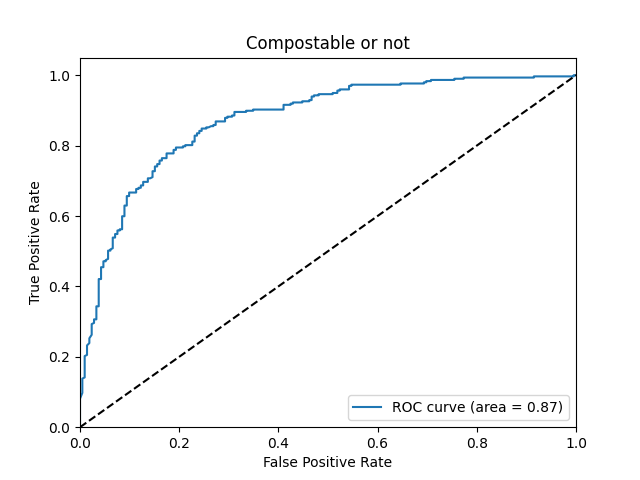 Compostable or not
True Positive Rate
1.0
0.8
0.6
0.4
0.2
0.0
ROC curve (area = 0.87)
0.0 0.2 0.4 0.6 0.8 1.0
False Positive Rate